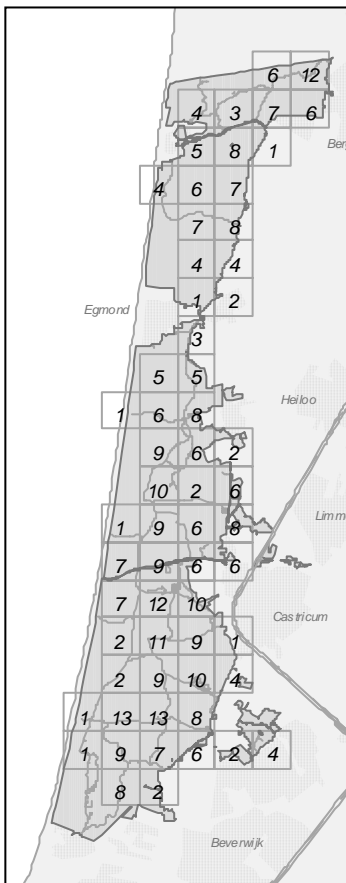 6 12
4 3 7 6
5 8 1
Ber
4 6 7
7 8
4 4
1 2
Egmond
3
5 5
1 6 8
Heiloo
9 6 2
10 2 6
1 9 6 8
Limm
7 9 6 6
7 12 10
Castricum
2 11 9 1
2 9 10 4
1 13 13 8
1 9 7 6 2 4
8 2
Beverwijk